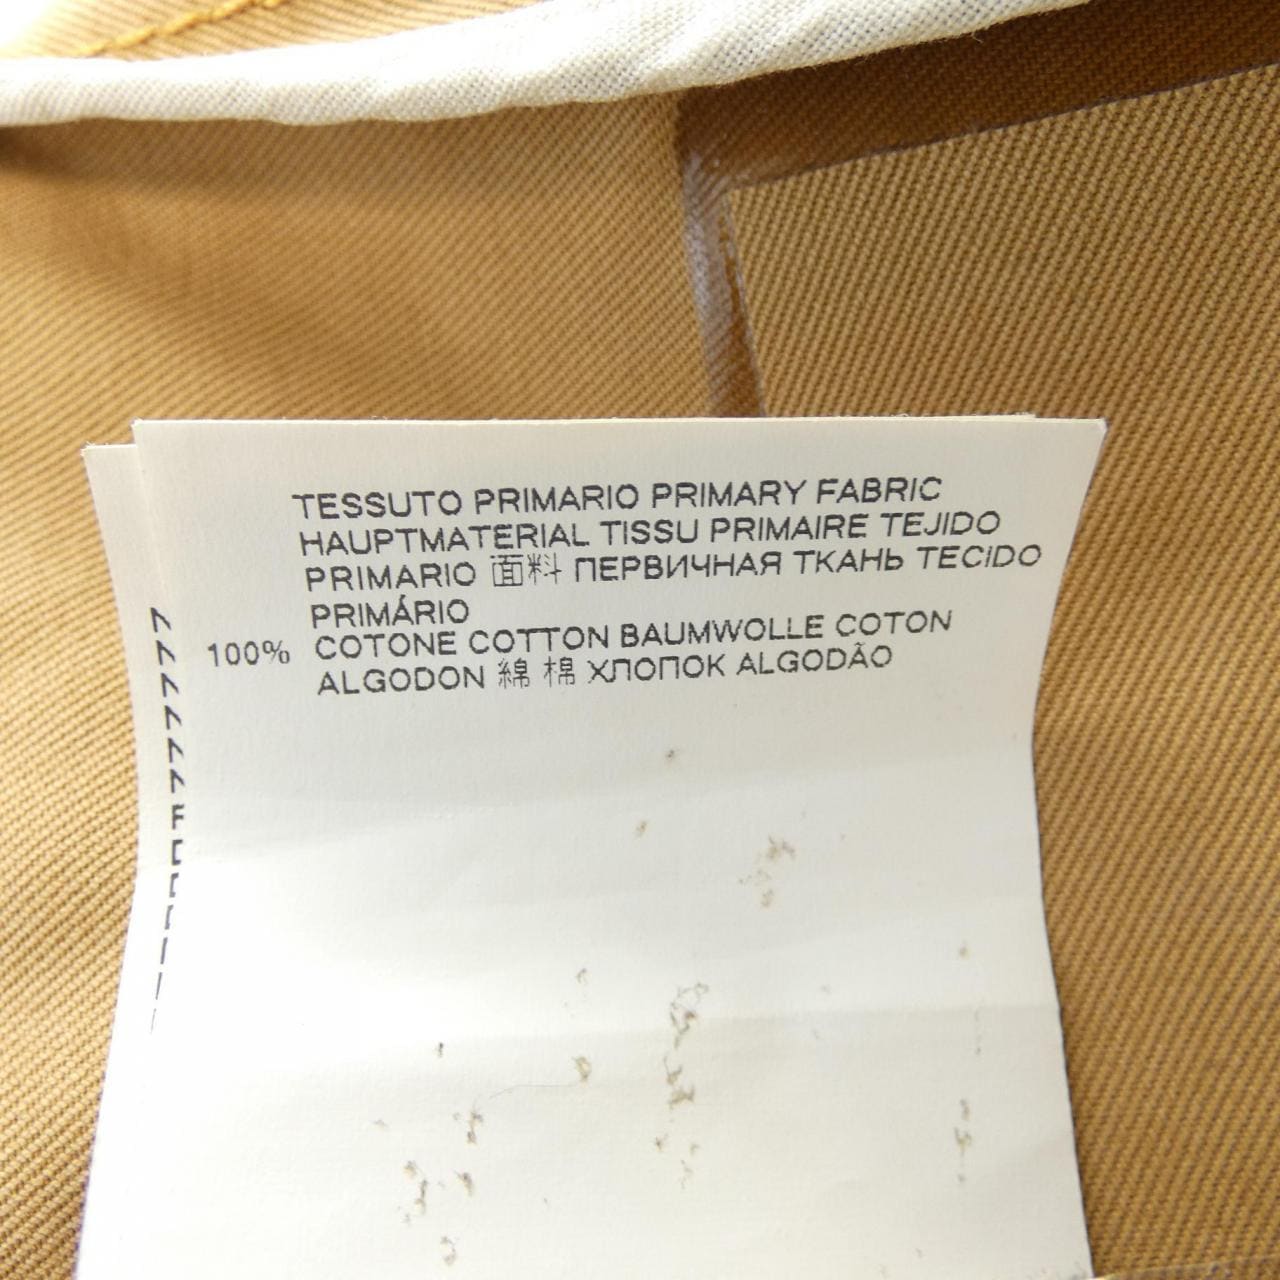 TESSUTO PRIMARIO PRIMARY FABRIC
HAUPTMATERIAL TISSU PRIMAIRE TEJIDO
PRIMARIO 面料 ПЕРВИЧНАЯ ТКАНЬ TECIDO
PRIMÁRIO
100% COTONE COTTON BAUMWOLLE COTON
ALGODON 綿 棉 ХЛОПОК ALGODÃO